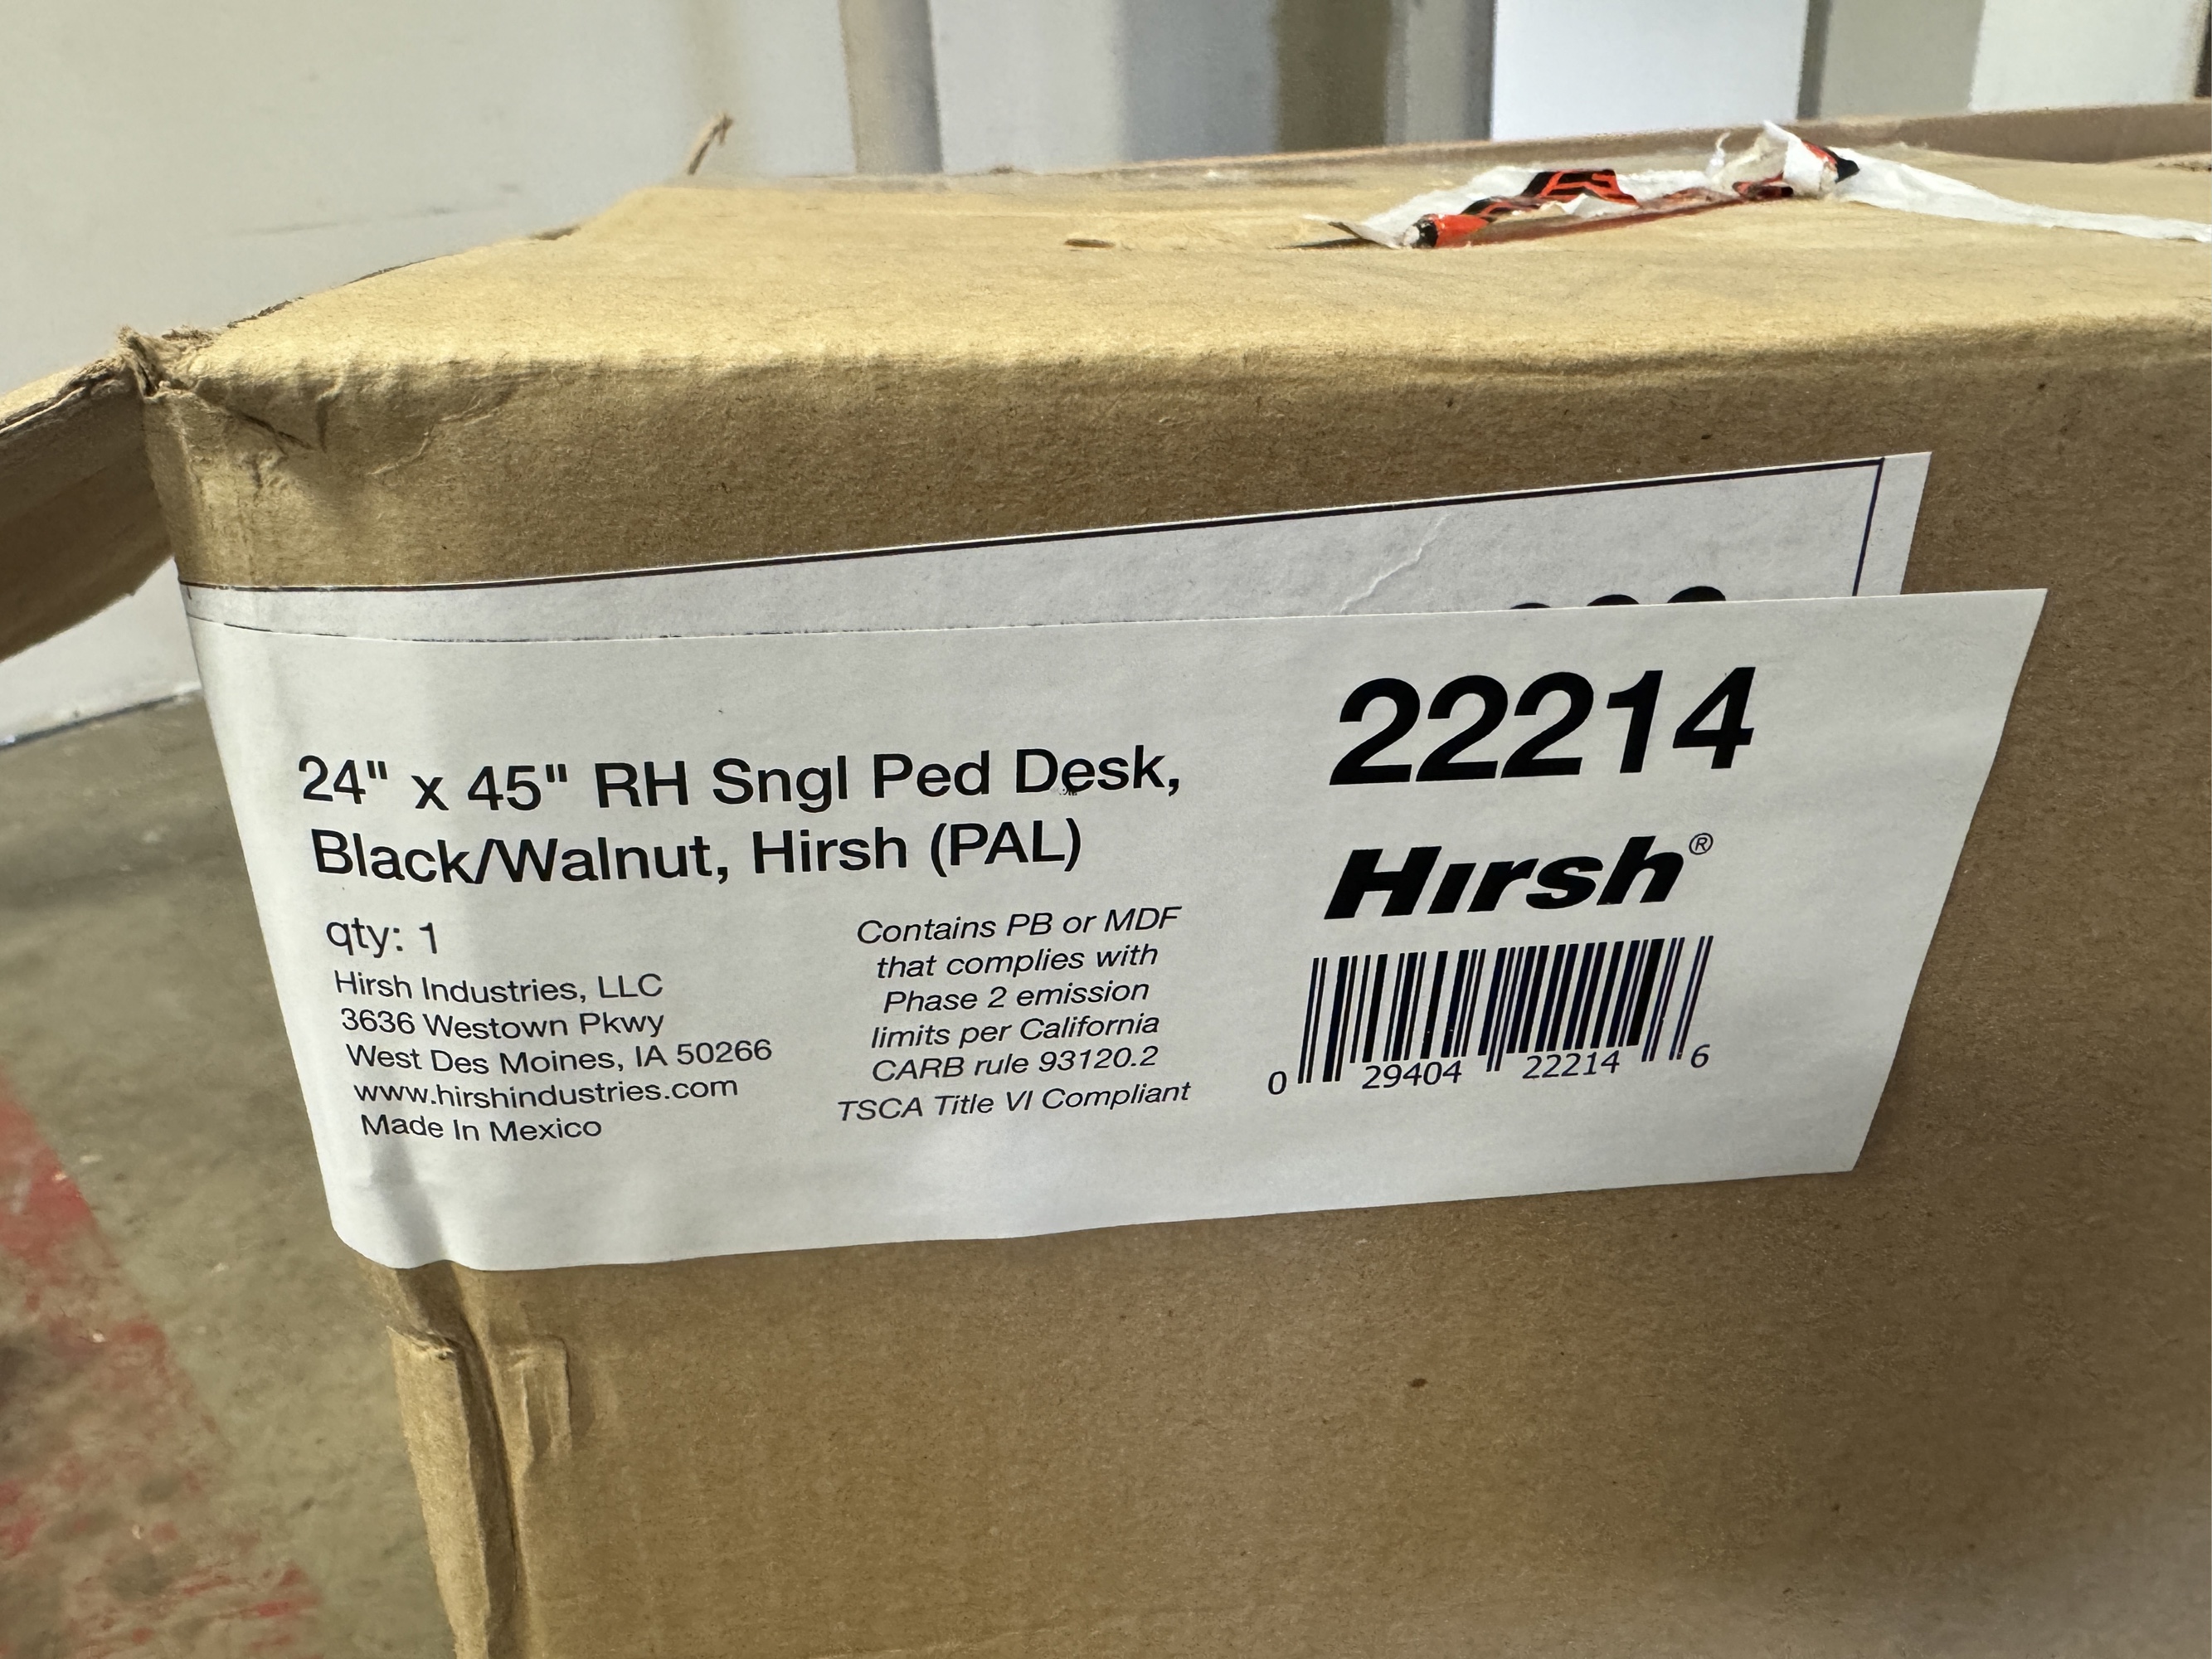 24" x 45" RH Sngl Ped Desk,
Black/Walnut, Hirsh (PAL)
qty: 1
Hirsh Industries, LLC
3636 Westown Pkwy
West Des Moines, IA 50266
www.hirshindustries.com
Made In Mexico
Contains PB or MDF
that complies with
Phase 2 emission
limits per California
CARB rule 93120.2
TSCA Title VI Compliant
22214
Hirsh®
0 29404 22214 6